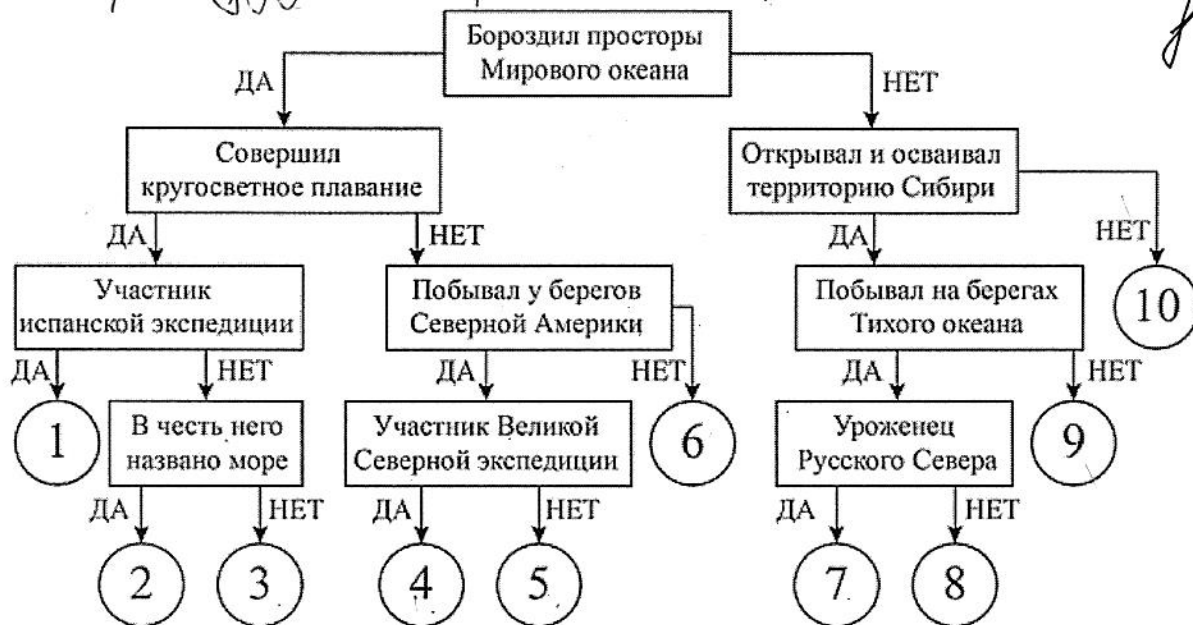 Бороздил просторы
Мирового океана
ДА
НЕТ
Совершил
кругосветное плавание
Открывал и осваивал
территорию Сибири
ДА
НЕТ
ДА
НЕТ
Участник
испанской экспедиции
Побывал у берегов
Северной Америки
Побывал на берегах
Тихого океана
10
ДА
НЕТ
ДА
НЕТ
ДА
НЕТ
1
В честь него
названо море
Участник Великой
Северной экспедиции
6
Уроженец
Русского Севера
9
ДА
НЕТ
ДА
НЕТ
ДА
НЕТ
2
3
4
5
7
8